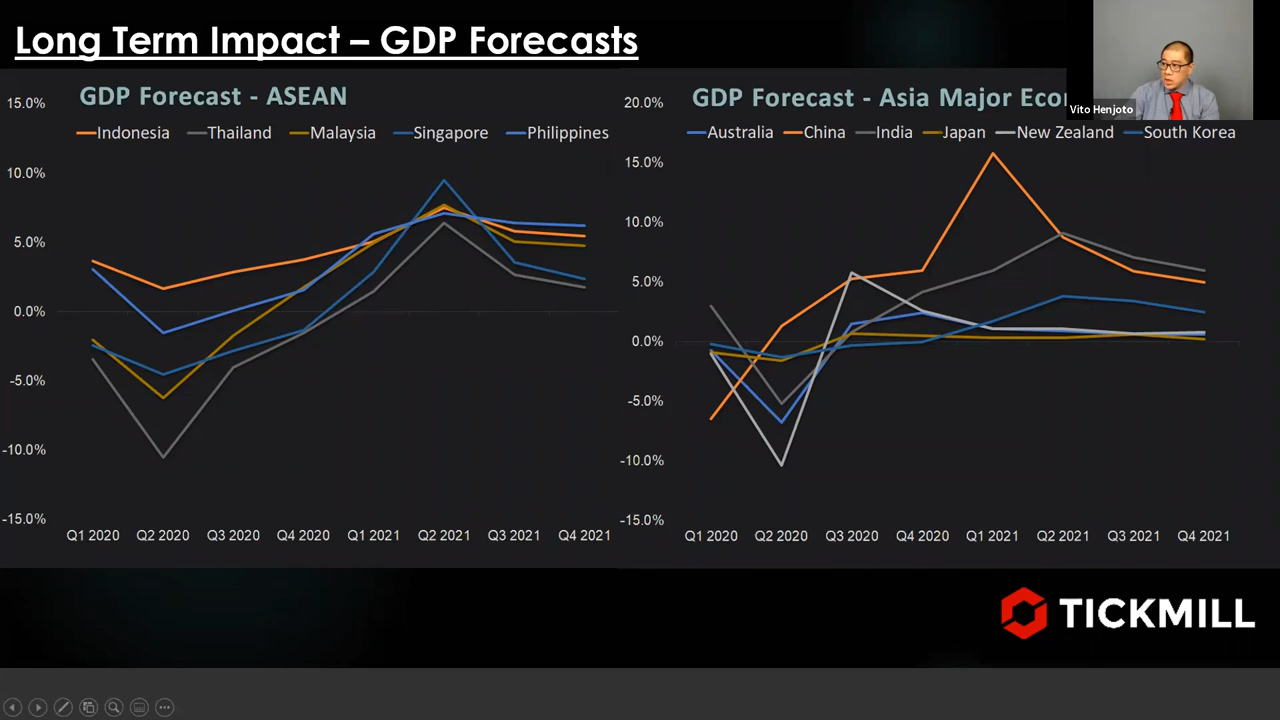 Long Term Impact – GDP Forecasts
GDP Forecast - ASEAN
Indonesia Thailand Malaysia Singapore Philippines
15.0%
10.0%
5.0%
0.0%
-5.0%
-10.0%
-15.0%
Q1 2020 Q2 2020 Q3 2020 Q4 2020 Q1 2021 Q2 2021 Q3 2021 Q4 2021
GDP Forecast - Asia Major Eco
Vito Henjoto
Australia China India Japan New Zealand South Korea
20.0%
15.0%
10.0%
5.0%
0.0%
-5.0%
-10.0%
-15.0%
Q1 2020 Q2 2020 Q3 2020 Q4 2020 Q1 2021 Q2 2021 Q3 2021 Q4 2021
TICKMILL